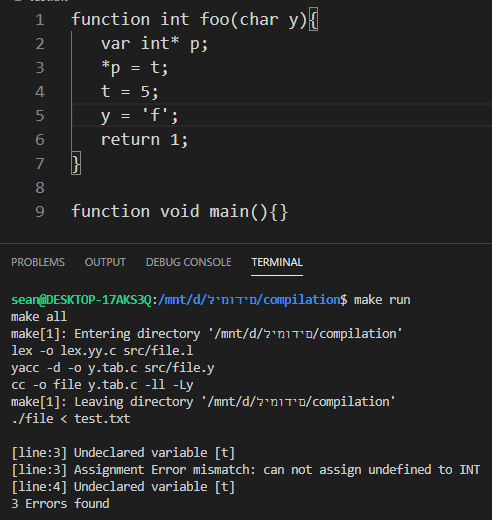 1 function int foo(char y){
2 var int* p;
3 *p = t;
4 t = 5;
5 y = 'f';
6 return 1;
7 }
8
9 function void main(){}
PROBLEMS OUTPUT DEBUG CONSOLE TERMINAL
sean@DESKTOP-17AKS3Q:/mnt/d/לימודים/compilation$ make run
make all
make[1]: Entering directory '/mnt/d/לימודים/compilation'
lex -o lex.yy.c src/file.l
yacc -d -o y.tab.c src/file.y
cc -o file y.tab.c -ll -Ly
make[1]: Leaving directory '/mnt/d/לימודים/compilation'
./file < test.txt
[line:3] Undeclared variable [t]
[line:3] Assignment Error mismatch: can not assign undefined to INT
[line:4] Undeclared variable [t]
3 Errors found